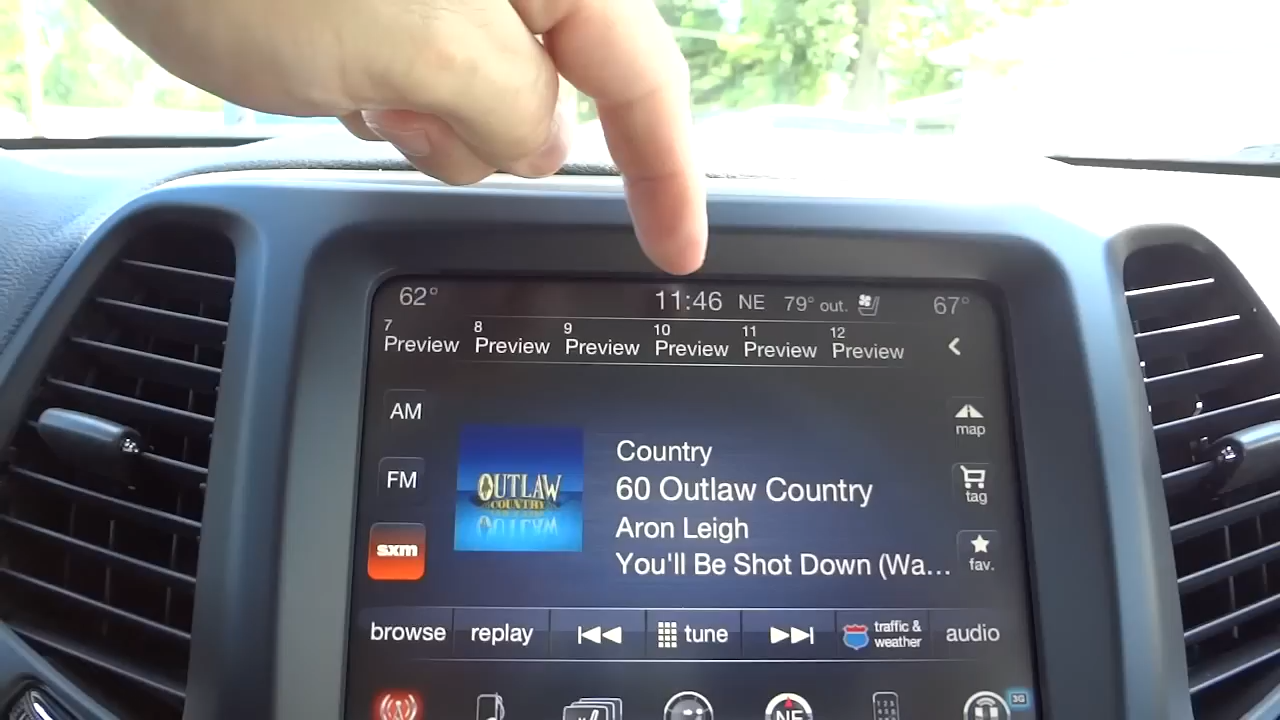 62° 11:46 NE 79° out. 67°
7 8 9 10 11 12
Preview Preview Preview Preview Preview Preview
AM
map
Country
OUTLAW
COUNTRY
60 Outlaw Country
FM
tag
Aron Leigh
sxm
You'll Be Shot Down (Wa...
fav.
browse replay tune traffic & weather audio
NE
3G